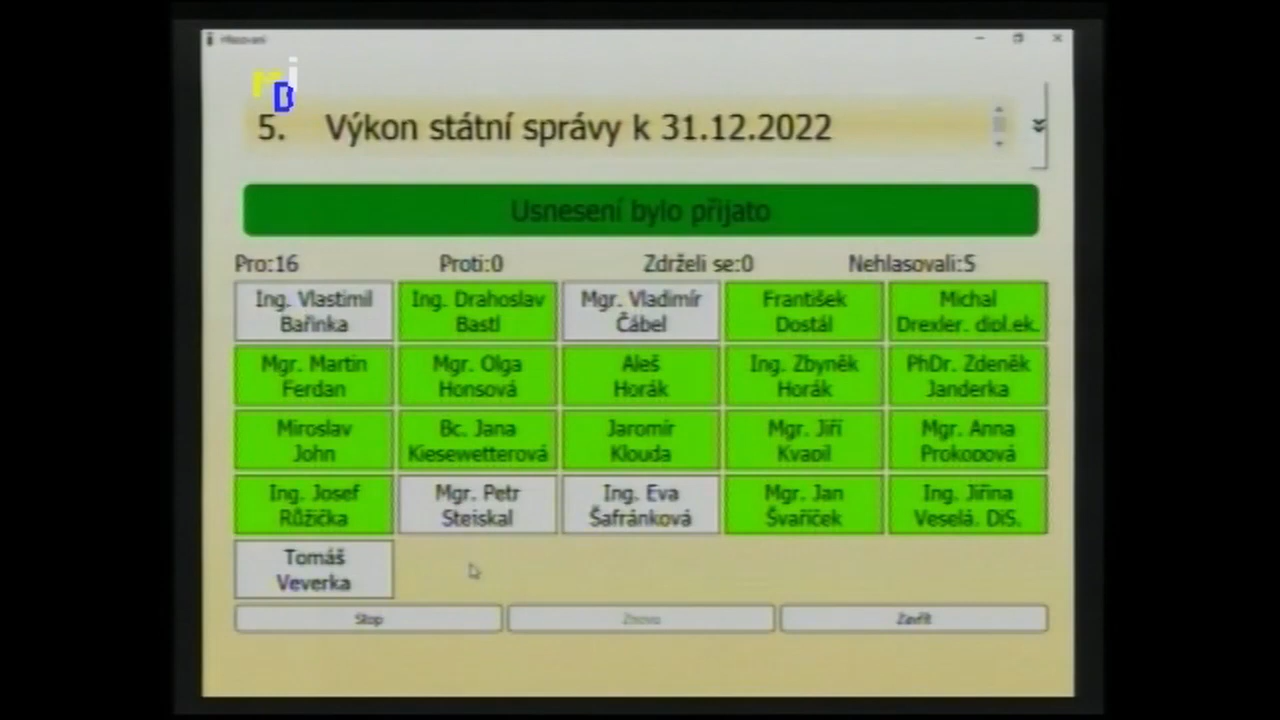 Hlasování
5. Výkon státní správy k 31.12.2022
Usnesení bylo přijato
Pro:16 Proti:0 Zdrželi se:0 Nehlasovali:5
Ing. Vlastimil Bařinka
Ing. Drahoslav Bastl
Mgr. Vladimír Čábel
František Dostál
Michal Drexler. dipl.ek.
Mgr. Martin Ferdan
Mgr. Olga Honsová
Aleš Horák
Ing. Zbyněk Horák
PhDr. Zdeněk Janderka
Miroslav John
Bc. Jana Kiesewetterová
Jaromír Klouda
Mgr. Jiří Kvapil
Mgr. Anna Prokopová
Ing. Josef Růžička
Mgr. Petr Stejskal
Ing. Eva Šafránková
Mgr. Jan Švaříček
Ing. Jiřina Veselá. DiS.
Tomáš Veverka
Stop Znovu Zavřít